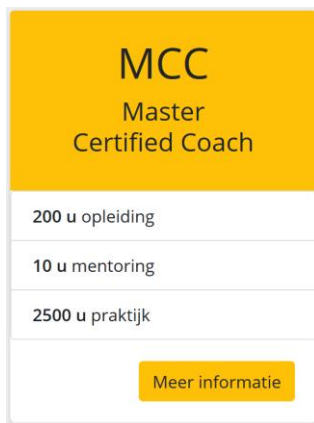 MCC
Master
Certified Coach
200 u opleiding
10 u mentoring
2500 u praktijk
Meer informatie